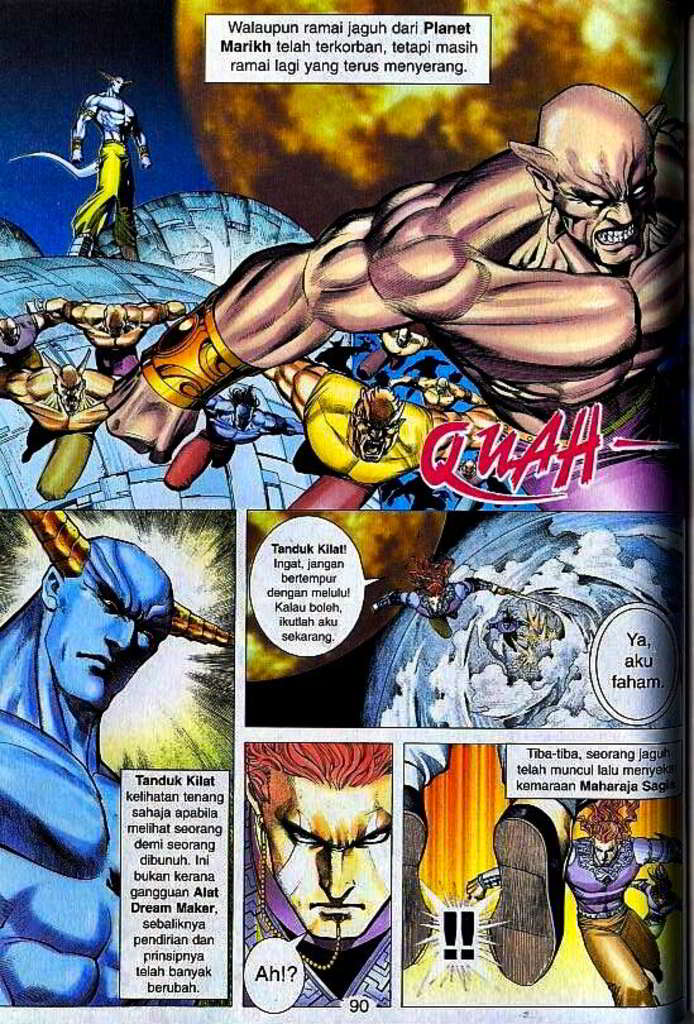 Walaupun ramai jaguh dari Planet
Marikh telah terkorban, tetapi masih
ramai lagi yang terus menyerang.
QUAH—
Tanduk Kilat!
Ingat, jangan
bertempur
dengan melulu!
Kalau boleh,
ikutlah aku
sekarang.
Ya,
aku
faham.
Tanduk Kilat
kelihatan tenang
sahaja apabila
melihat seorang
demi seorang
dibunuh. Ini
bukan kerana
gangguan Alat
Dream Maker,
sebaliknya
pendirian dan
prinsipnya
telah banyak
berubah.
Ah!?
Tiba-tiba, seorang jaguh
telah muncul lalu
kemaraan Maharaja
!!
90